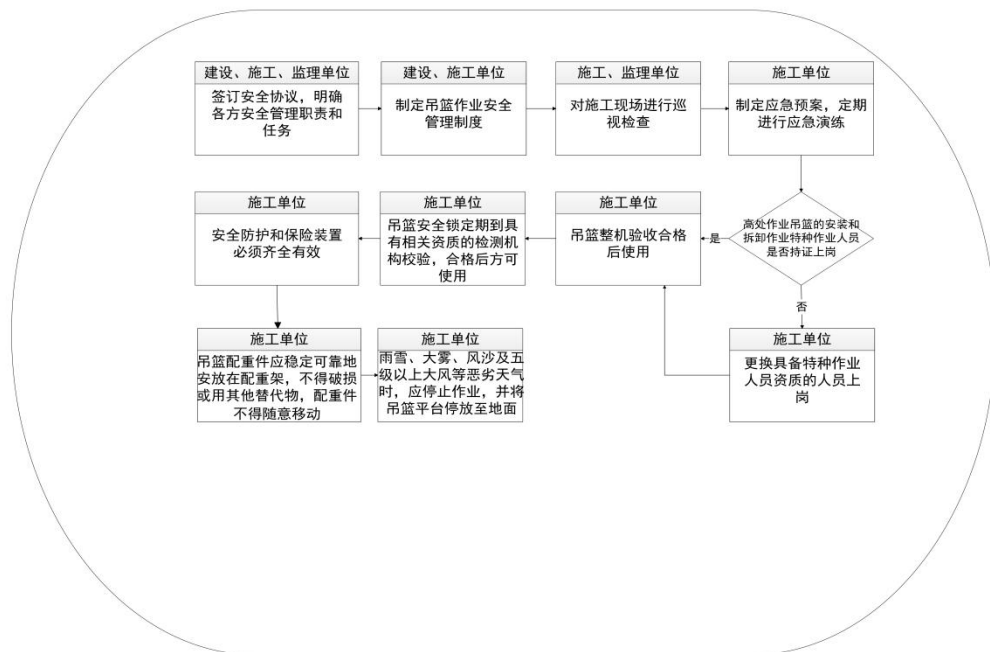 建设、施工、监理单位
签订安全协议，明确
各方安全管理职责和
任务
建设、施工单位
制定吊篮作业安全
管理制度
施工、监理单位
对施工现场进行巡
视检查
施工单位
制定应急预案，定期
进行应急演练
高处作业吊篮的安装和
拆卸作业特种作业人员
是否持证上岗
是
否
施工单位
吊篮整机验收合格
后使用
施工单位
吊篮安全锁定期到具
有相关资质的检测机
构校验，合格后方可
使用
施工单位
安全防护和保险装置
必须齐全有效
施工单位
更换具备特种作业
人员资质的人员上
岗
施工单位
吊篮配重件应稳定可靠地
安放在配重架，不得破损
或用其他替代物，配重件
不得随意移动
施工单位
雨雪、大雾、风沙及五
级以上大风等恶劣天气
时，应停止作业，并将
吊篮平台停放至地面